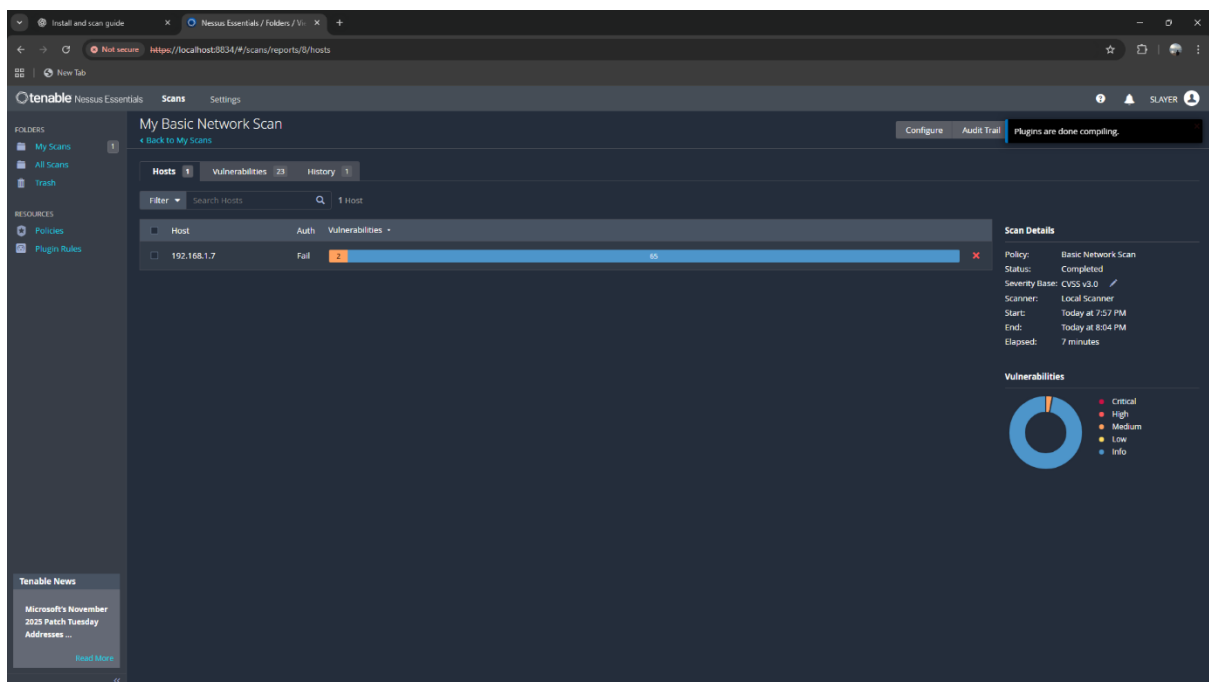 Install and scan guide
Nessus Essentials / Folders / Vi
Not secure https://localhost:8834/#/scans/reports/8/hosts
New Tab
tenable Nessus Essentials Scans Settings SLAYER
FOLDERS
My Scans 1
All Scans
Trash
RESOURCES
Policies
Plugin Rules
My Basic Network Scan
Back to My Scans
Configure Audit Trail
Plugins are done compiling.
Hosts 1 Vulnerabilities 23 History 1
Filter Search Hosts 1 Host
Host Auth Vulnerabilities
192.168.1.7 Fail 2 65
Scan Details
Policy: Basic Network Scan
Status: Completed
Severity Base: CVSS v3.0
Scanner: Local Scanner
Start: Today at 7:57 PM
End: Today at 8:04 PM
Elapsed: 7 minutes
Vulnerabilities
Critical
High
Medium
Low
Info
Tenable News
Microsoft's November
2025 Patch Tuesday
Addresses ...
Read More